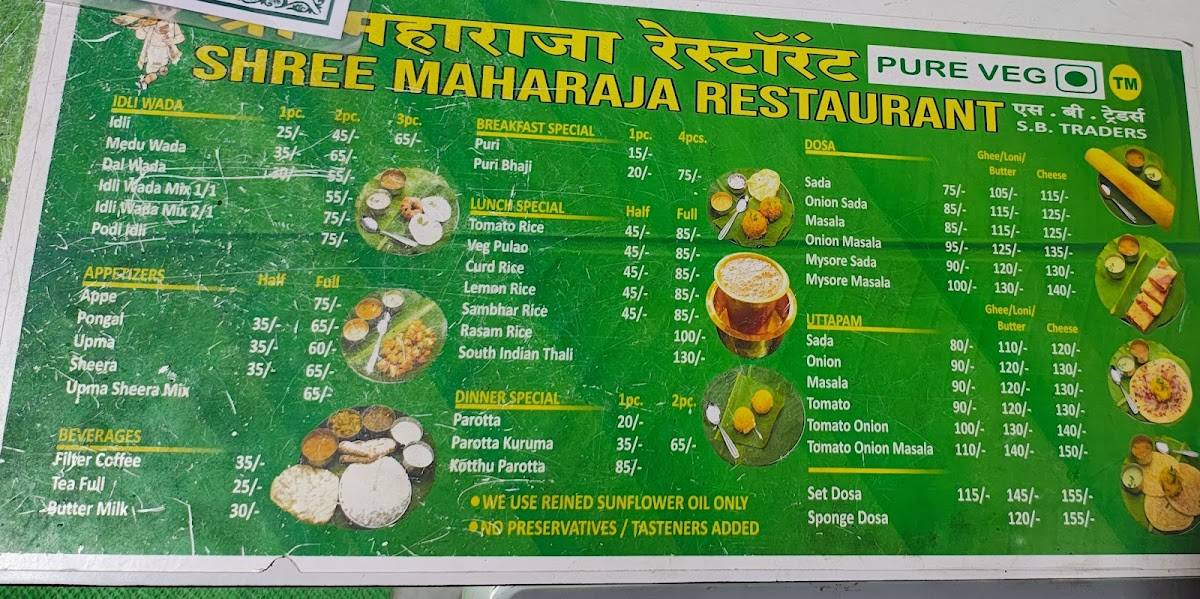 महाराजा रेस्टॉरंट
PURE VEG
TM
SHREE MAHARAJA RESTAURANT
एस . बी . ट्रेडर्स
S.B. TRADERS
IDLI WADA 1pc. 2pc. 3pc.
Idli 25/- 45/- 65/-
Medu Wada 35/- 65/-
Dal Wada 30/- 55/-
Idli Wada Mix 1/1 55/-
Idli Wada Mix 2/1 75/-
Podi Idli 75/-
APPETIZERS Half Full
Appe 75/-
Pongal 35/- 65/-
Upma 35/- 60/-
Sheera 35/- 65/-
Upma Sheera Mix 65/-
BEVERAGES
Filter Coffee 35/-
Tea Full 25/-
Butter Milk 30/-
BREAKFAST SPECIAL 1pc. 4pcs.
Puri 15/-
Puri Bhaji 20/- 75/-
LUNCH SPECIAL Half Full
Tomato Rice 45/- 85/-
Veg Pulao 45/- 85/-
Curd Rice 45/- 85/-
Lemon Rice 45/- 85/-
Sambhar Rice 45/- 85/-
Rasam Rice 100/-
South Indian Thali 130/-
DINNER SPECIAL 1pc. 2pc.
Parotta 20/-
Parotta Kuruma 35/- 65/-
Kotthu Parotta 85/-
• WE USE REINED SUNFLOWER OIL ONLY
• NO PRESERVATIVES / TASTENERS ADDED
DOSA Ghee/Loni/ Butter Cheese
Sada 75/- 105/- 115/-
Onion Sada 85/- 115/- 125/-
Masala 85/- 115/- 125/-
Onion Masala 95/- 125/- 135/-
Mysore Sada 90/- 120/- 130/-
Mysore Masala 100/- 130/- 140/-
UTTAPAM Ghee/Loni/ Butter Cheese
Sada 80/- 110/- 120/-
Onion 90/- 120/- 130/-
Masala 90/- 120/- 130/-
Tomato 90/- 120/- 130/-
Tomato Onion 100/- 130/- 140/-
Tomato Onion Masala 110/- 140/- 150/-
Set Dosa 115/- 145/- 155/-
Sponge Dosa 120/- 155/-